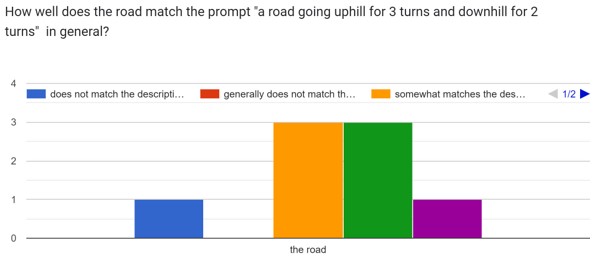 How well does the road match the prompt "a road going uphill for 3 turns and downhill for 2
turns"  in general?
4
does not match the descripti… generally does not match th… somewhat matches the des… 1/2
3
2
1
0
the road